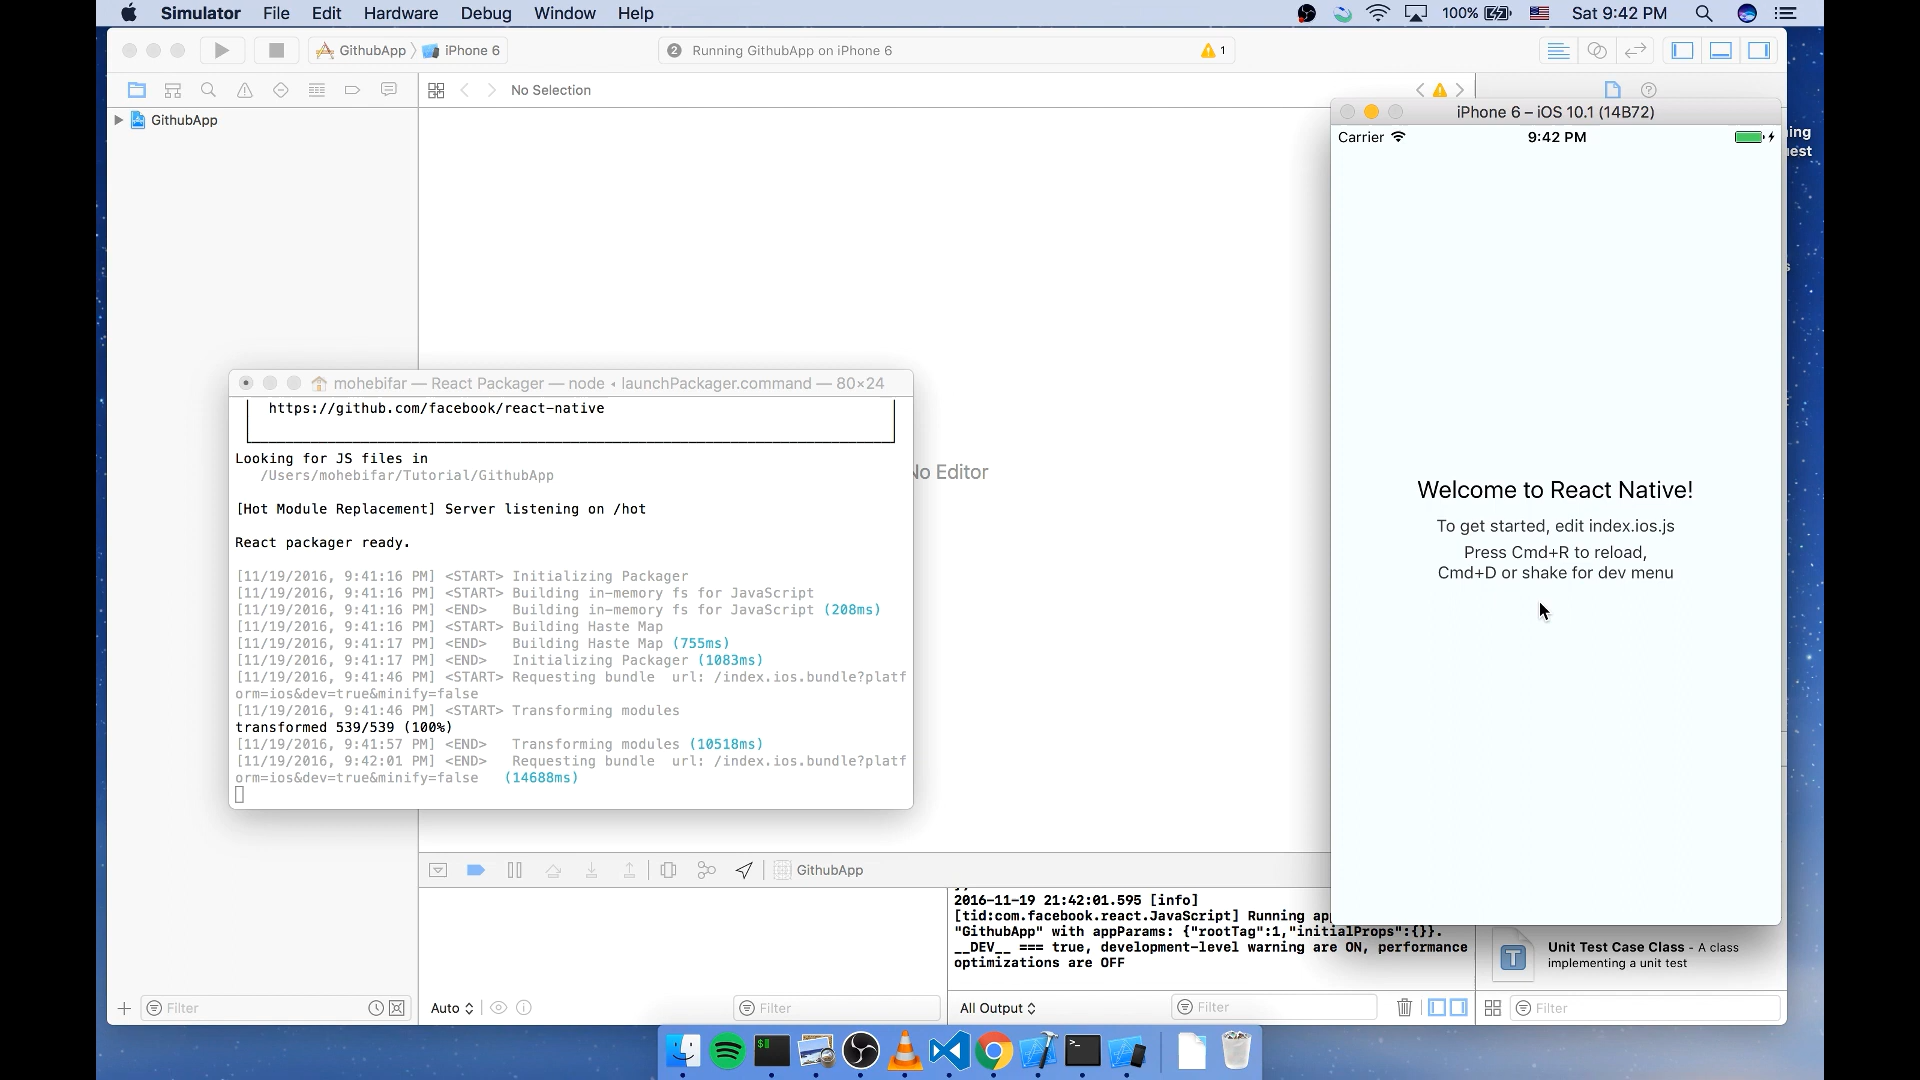 Simulator File Edit Hardware Debug Window Help 100% Sat 9:42 PM
GithubApp iPhone 6 2 Running GithubApp on iPhone 6 1
No Selection
GithubApp
iPhone 6 – iOS 10.1 (14B72)
Carrier 9:42 PM
ing
est
mohebifar — React Packager — node ◂ launchPackager.command — 80×24
https://github.com/facebook/react-native
Looking for JS files in
/Users/mohebifar/Tutorial/GithubApp
[Hot Module Replacement] Server listening on /hot
React packager ready.
[11/19/2016, 9:41:16 PM] <START> Initializing Packager
[11/19/2016, 9:41:16 PM] <START> Building in-memory fs for JavaScript
[11/19/2016, 9:41:16 PM] <END>   Building in-memory fs for JavaScript (208ms)
[11/19/2016, 9:41:16 PM] <START> Building Haste Map
[11/19/2016, 9:41:17 PM] <END>   Building Haste Map (755ms)
[11/19/2016, 9:41:17 PM] <END>   Initializing Packager (1083ms)
[11/19/2016, 9:41:46 PM] <START> Requesting bundle  url: /index.ios.bundle?platf
orm=ios&dev=true&minify=false
[11/19/2016, 9:41:46 PM] <START> Transforming modules
transformed 539/539 (100%)
[11/19/2016, 9:41:57 PM] <END>   Transforming modules (10518ms)
[11/19/2016, 9:42:01 PM] <END>   Requesting bundle  url: /index.ios.bundle?platf
orm=ios&dev=true&minify=false   (14688ms)
No Editor
Welcome to React Native!
To get started, edit index.ios.js
Press Cmd+R to reload,
Cmd+D or shake for dev menu
GithubApp
2016-11-19 21:42:01.595 [info]
[tid:com.facebook.react.JavaScript] Running ap
"GithubApp" with appParams: {"rootTag":1,"initialProps":{}}.
__DEV__ === true, development-level warning are ON, performance
optimizations are OFF
Unit Test Case Class - A class
implementing a unit test
Filter Auto Filter All Output Filter Filter